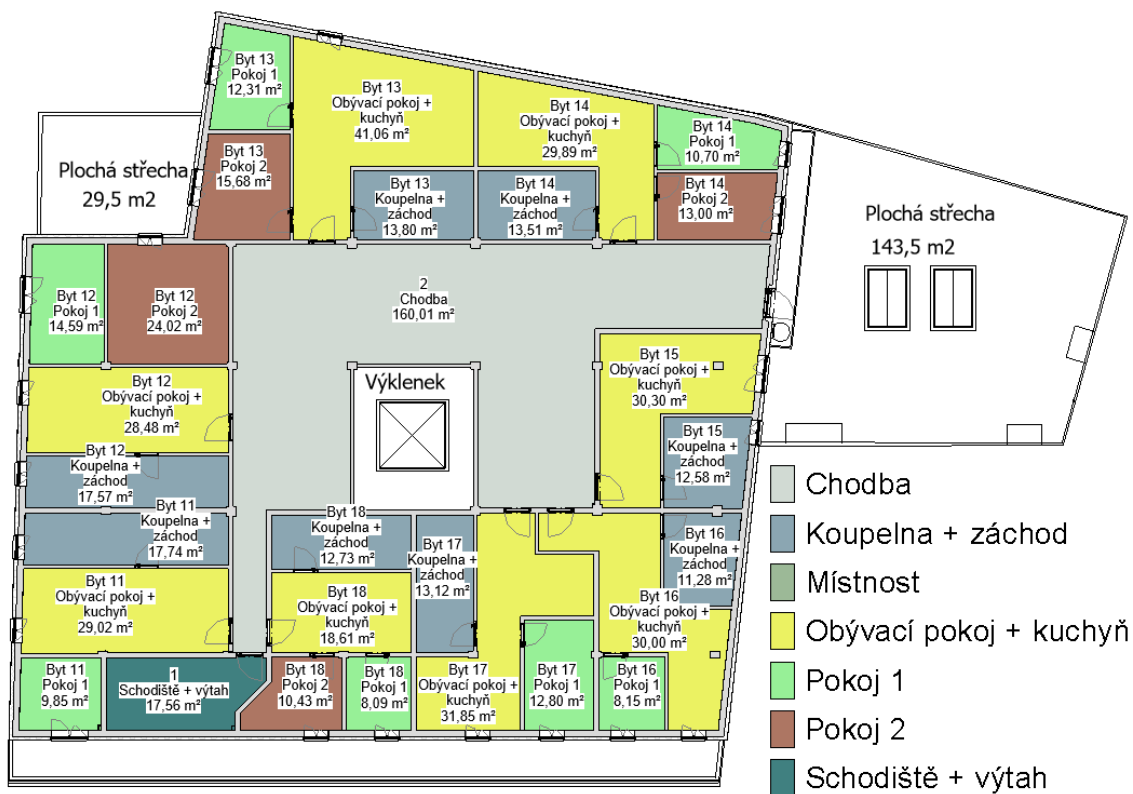 Byt 13
Pokoj 1
12,31 m²
Byt 13
Obývací pokoj +
kuchyň
41,06 m²
Byt 14
Obývací pokoj +
kuchyň
29,89 m²
Byt 14
Pokoj 1
10,70 m²
Plochá střecha
29,5 m2
Byt 13
Pokoj 2
15,68 m²
Byt 13
Koupelna +
záchod
13,80 m²
Byt 14
Koupelna +
záchod
13,51 m²
Byt 14
Pokoj 2
13,00 m²
Plochá střecha
143,5 m2
Byt 12
Pokoj 1
14,59 m²
Byt 12
Pokoj 2
24,02 m²
2
Chodba
160,01 m²
Byt 12
Obývací pokoj +
kuchyň
28,48 m²
Výklenek
Byt 15
Obývací pokoj +
kuchyň
30,30 m²
Byt 12
Koupelna +
záchod
17,57 m²
Byt 15
Koupelna +
záchod
12,58 m²
Byt 11
Koupelna +
záchod
17,74 m²
Byt 18
Koupelna +
záchod
12,73 m²
Byt 17
Koupelna +
záchod
13,12 m²
Byt 16
Koupelna +
záchod
11,28 m²
Byt 11
Obývací pokoj +
kuchyň
29,02 m²
Byt 18
Obývací pokoj +
kuchyň
18,61 m²
Byt 16
Obývací pokoj +
kuchyň
30,00 m²
Byt 11
Pokoj 1
9,85 m²
1
Schodiště + výtah
17,56 m²
Byt 18
Pokoj 2
10,43 m²
Byt 18
Pokoj 1
8,09 m²
Byt 17
Obývací pokoj +
kuchyň
31,85 m²
Byt 17
Pokoj 1
12,80 m²
Byt 16
Pokoj 1
8,15 m²
Chodba
Koupelna + záchod
Místnost
Obývací pokoj + kuchyň
Pokoj 1
Pokoj 2
Schodiště + výtah